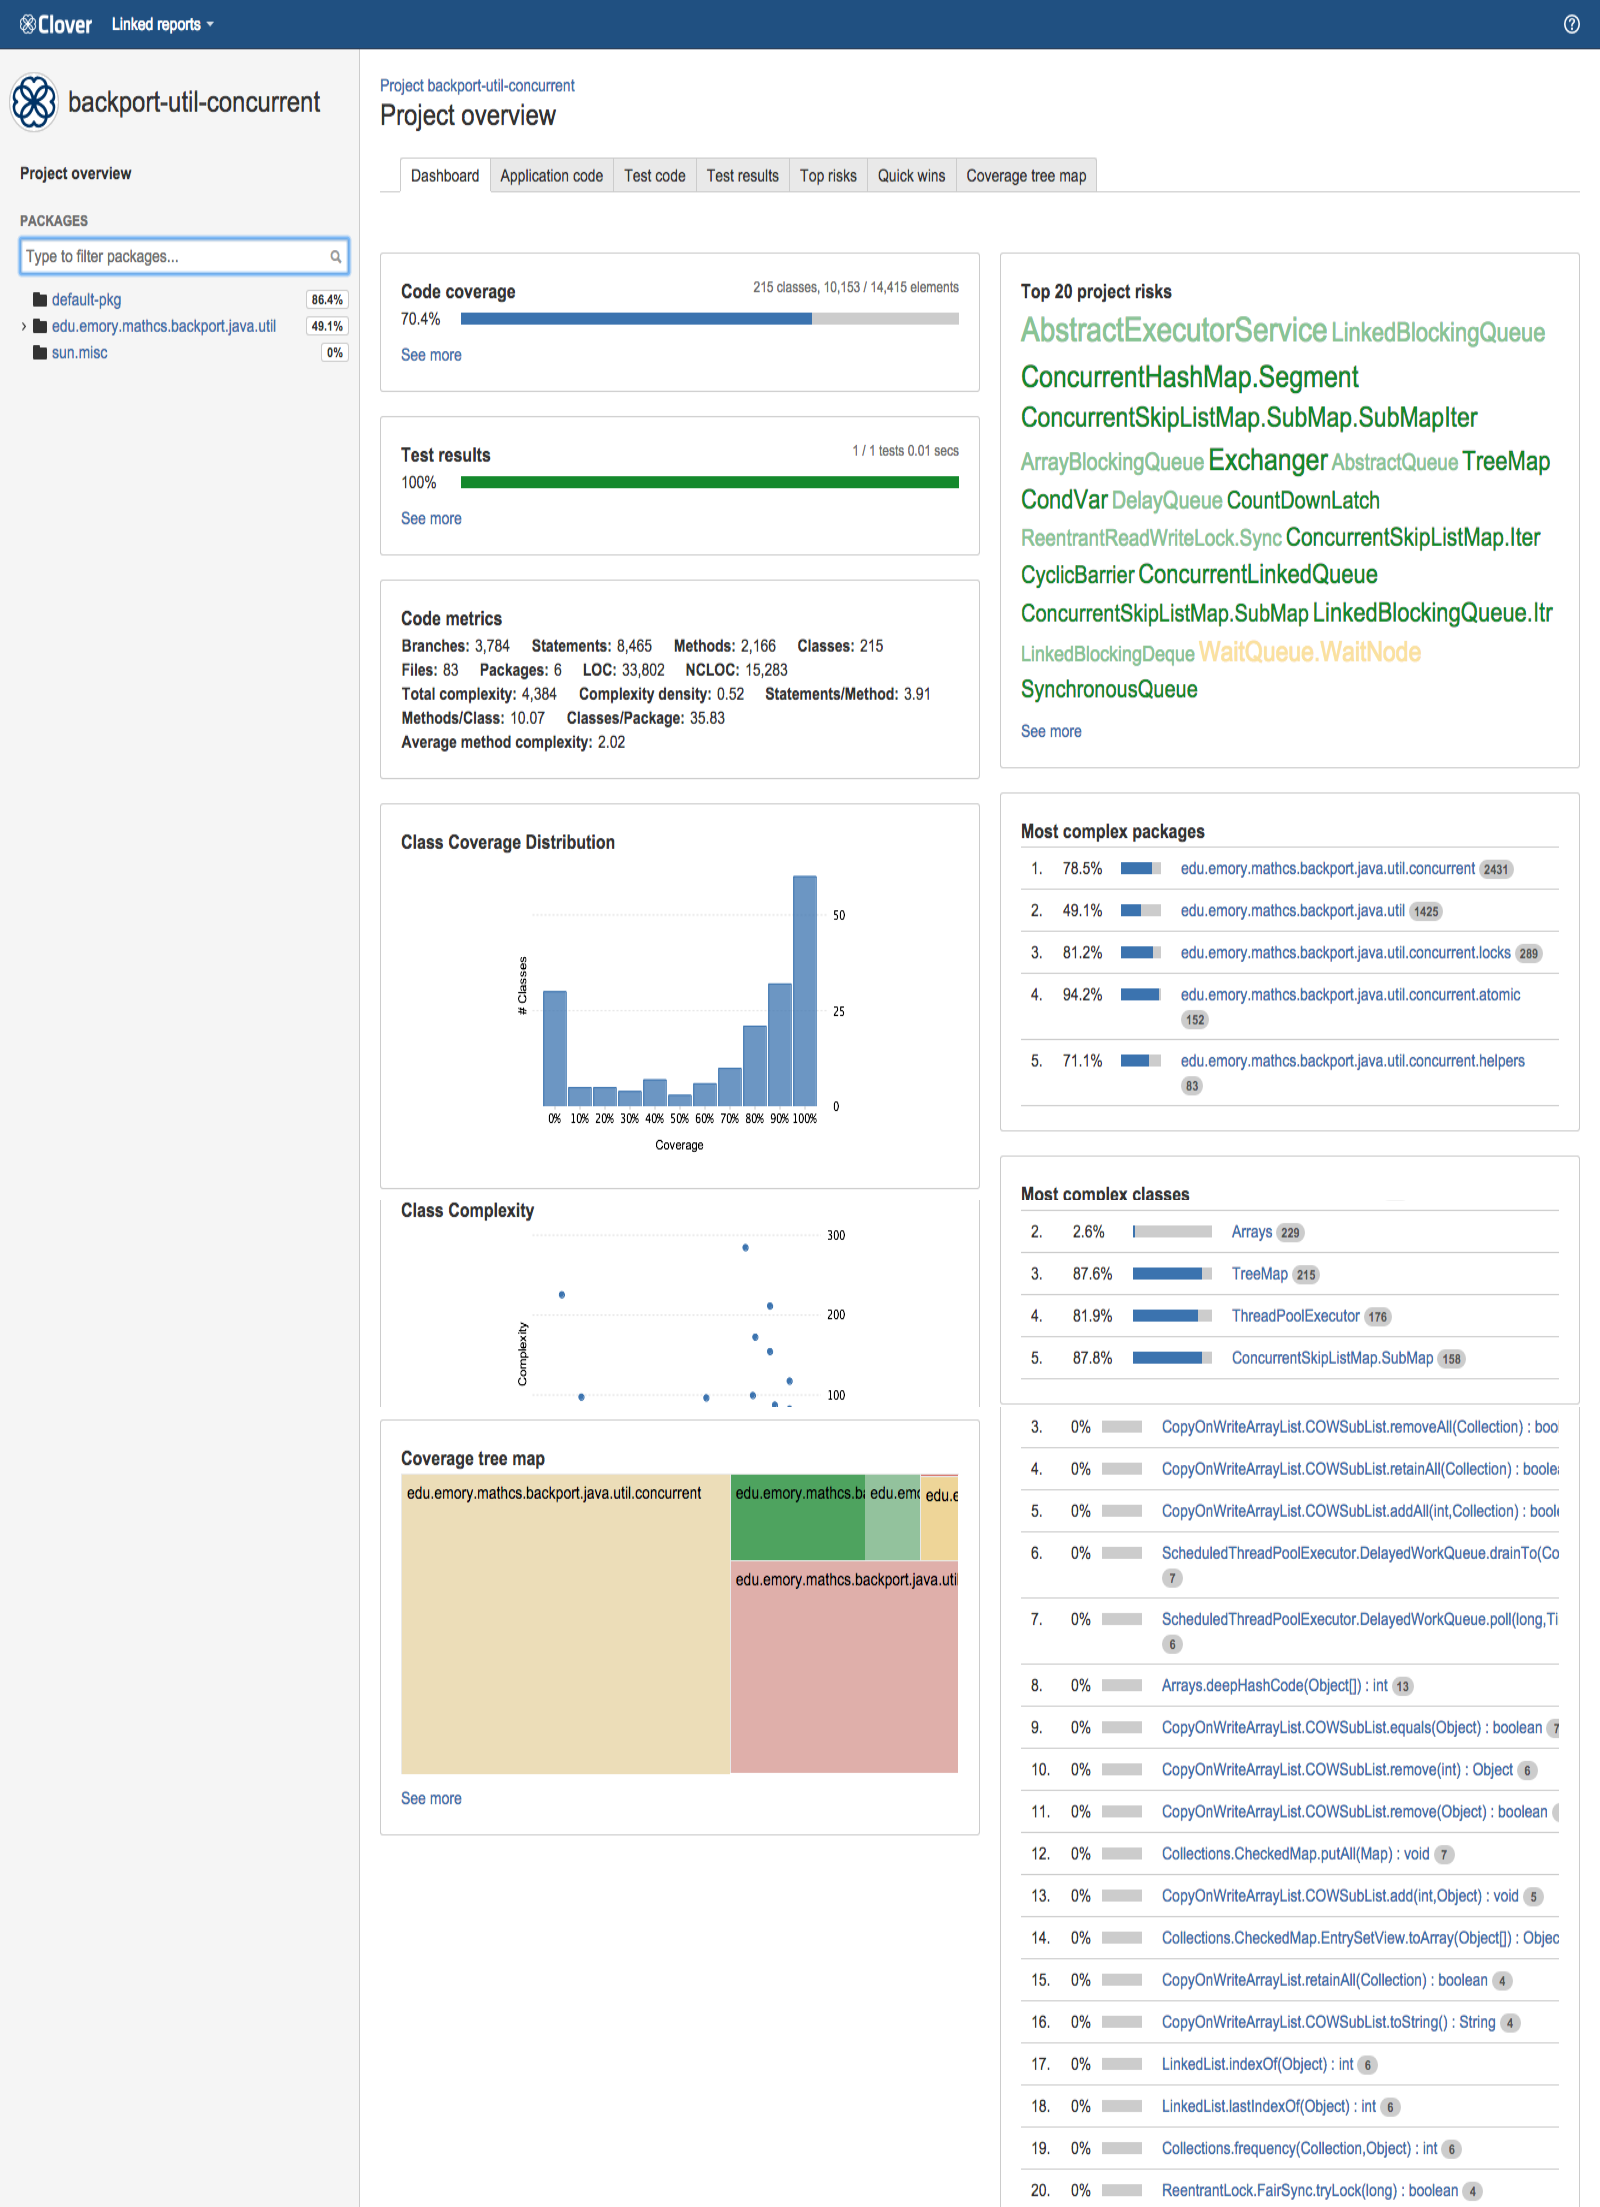 Clover Linked reports
backport-util-concurrent
Project overview
PACKAGES
Type to filter packages...
default-pkg 86.4%
edu.emory.mathcs.backport.java.util 49.1%
sun.misc 0%
Project backport-util-concurrent
Project overview
Dashboard Application code Test code Test results Top risks Quick wins Coverage tree map
Code coverage 215 classes, 10,153 / 14,415 elements
70.4%
See more
Test results 1 / 1 tests 0.01 secs
100%
See more
Code metrics
Branches: 3,784 Statements: 8,465 Methods: 2,166 Classes: 215
Files: 83 Packages: 6 LOC: 33,802 NCLOC: 15,283
Total complexity: 4,384 Complexity density: 0.52 Statements/Method: 3.91
Methods/Class: 10.07 Classes/Package: 35.83
Average method complexity: 2.02
Class Coverage Distribution
50
# Classes
25
0
0% 10% 20% 30% 40% 50% 60% 70% 80% 90% 100%
Coverage
Class Complexity
300
200
Complexity
100
Coverage tree map
edu.emory.mathcs.backport.java.util.concurrent
edu.emory.mathcs.ba edu.emo edu.e
edu.emory.mathcs.backport.java.util
See more
Top 20 project risks
AbstractExecutorService LinkedBlockingQueue
ConcurrentHashMap.Segment
ConcurrentSkipListMap.SubMap.SubMapIter
ArrayBlockingQueue Exchanger AbstractQueue TreeMap
CondVar DelayQueue CountDownLatch
ReentrantReadWriteLock.Sync ConcurrentSkipListMap.Iter
CyclicBarrier ConcurrentLinkedQueue
ConcurrentSkipListMap.SubMap LinkedBlockingQueue.Itr
LinkedBlockingDeque WaitQueue.WaitNode
SynchronousQueue
See more
Most complex packages
1. 78.5% edu.emory.mathcs.backport.java.util.concurrent 2431
2. 49.1% edu.emory.mathcs.backport.java.util 1425
3. 81.2% edu.emory.mathcs.backport.java.util.concurrent.locks 289
4. 94.2% edu.emory.mathcs.backport.java.util.concurrent.atomic
152
5. 71.1% edu.emory.mathcs.backport.java.util.concurrent.helpers
83
Most complex classes
2. 2.6% Arrays 229
3. 87.6% TreeMap 215
4. 81.9% ThreadPoolExecutor 176
5. 87.8% ConcurrentSkipListMap.SubMap 158
3. 0% CopyOnWriteArrayList.COWSubList.removeAll(Collection) : boo
4. 0% CopyOnWriteArrayList.COWSubList.retainAll(Collection) : boole
5. 0% CopyOnWriteArrayList.COWSubList.addAll(int,Collection) : bool
6. 0% ScheduledThreadPoolExecutor.DelayedWorkQueue.drainTo(Co
7
7. 0% ScheduledThreadPoolExecutor.DelayedWorkQueue.poll(long,Ti
6
8. 0% Arrays.deepHashCode(Object[]) : int 13
9. 0% CopyOnWriteArrayList.COWSubList.equals(Object) : boolean 7
10. 0% CopyOnWriteArrayList.COWSubList.remove(int) : Object 6
11. 0% CopyOnWriteArrayList.COWSubList.remove(Object) : boolean
12. 0% Collections.CheckedMap.putAll(Map) : void 7
13. 0% CopyOnWriteArrayList.COWSubList.add(int,Object) : void 5
14. 0% Collections.CheckedMap.EntrySetView.toArray(Object[]) : Objec
15. 0% CopyOnWriteArrayList.retainAll(Collection) : boolean 4
16. 0% CopyOnWriteArrayList.COWSubList.toString() : String 4
17. 0% LinkedList.indexOf(Object) : int 6
18. 0% LinkedList.lastIndexOf(Object) : int 6
19. 0% Collections.frequency(Collection,Object) : int 6
20. 0% ReentrantLock.FairSync.tryLock(long) : boolean 4